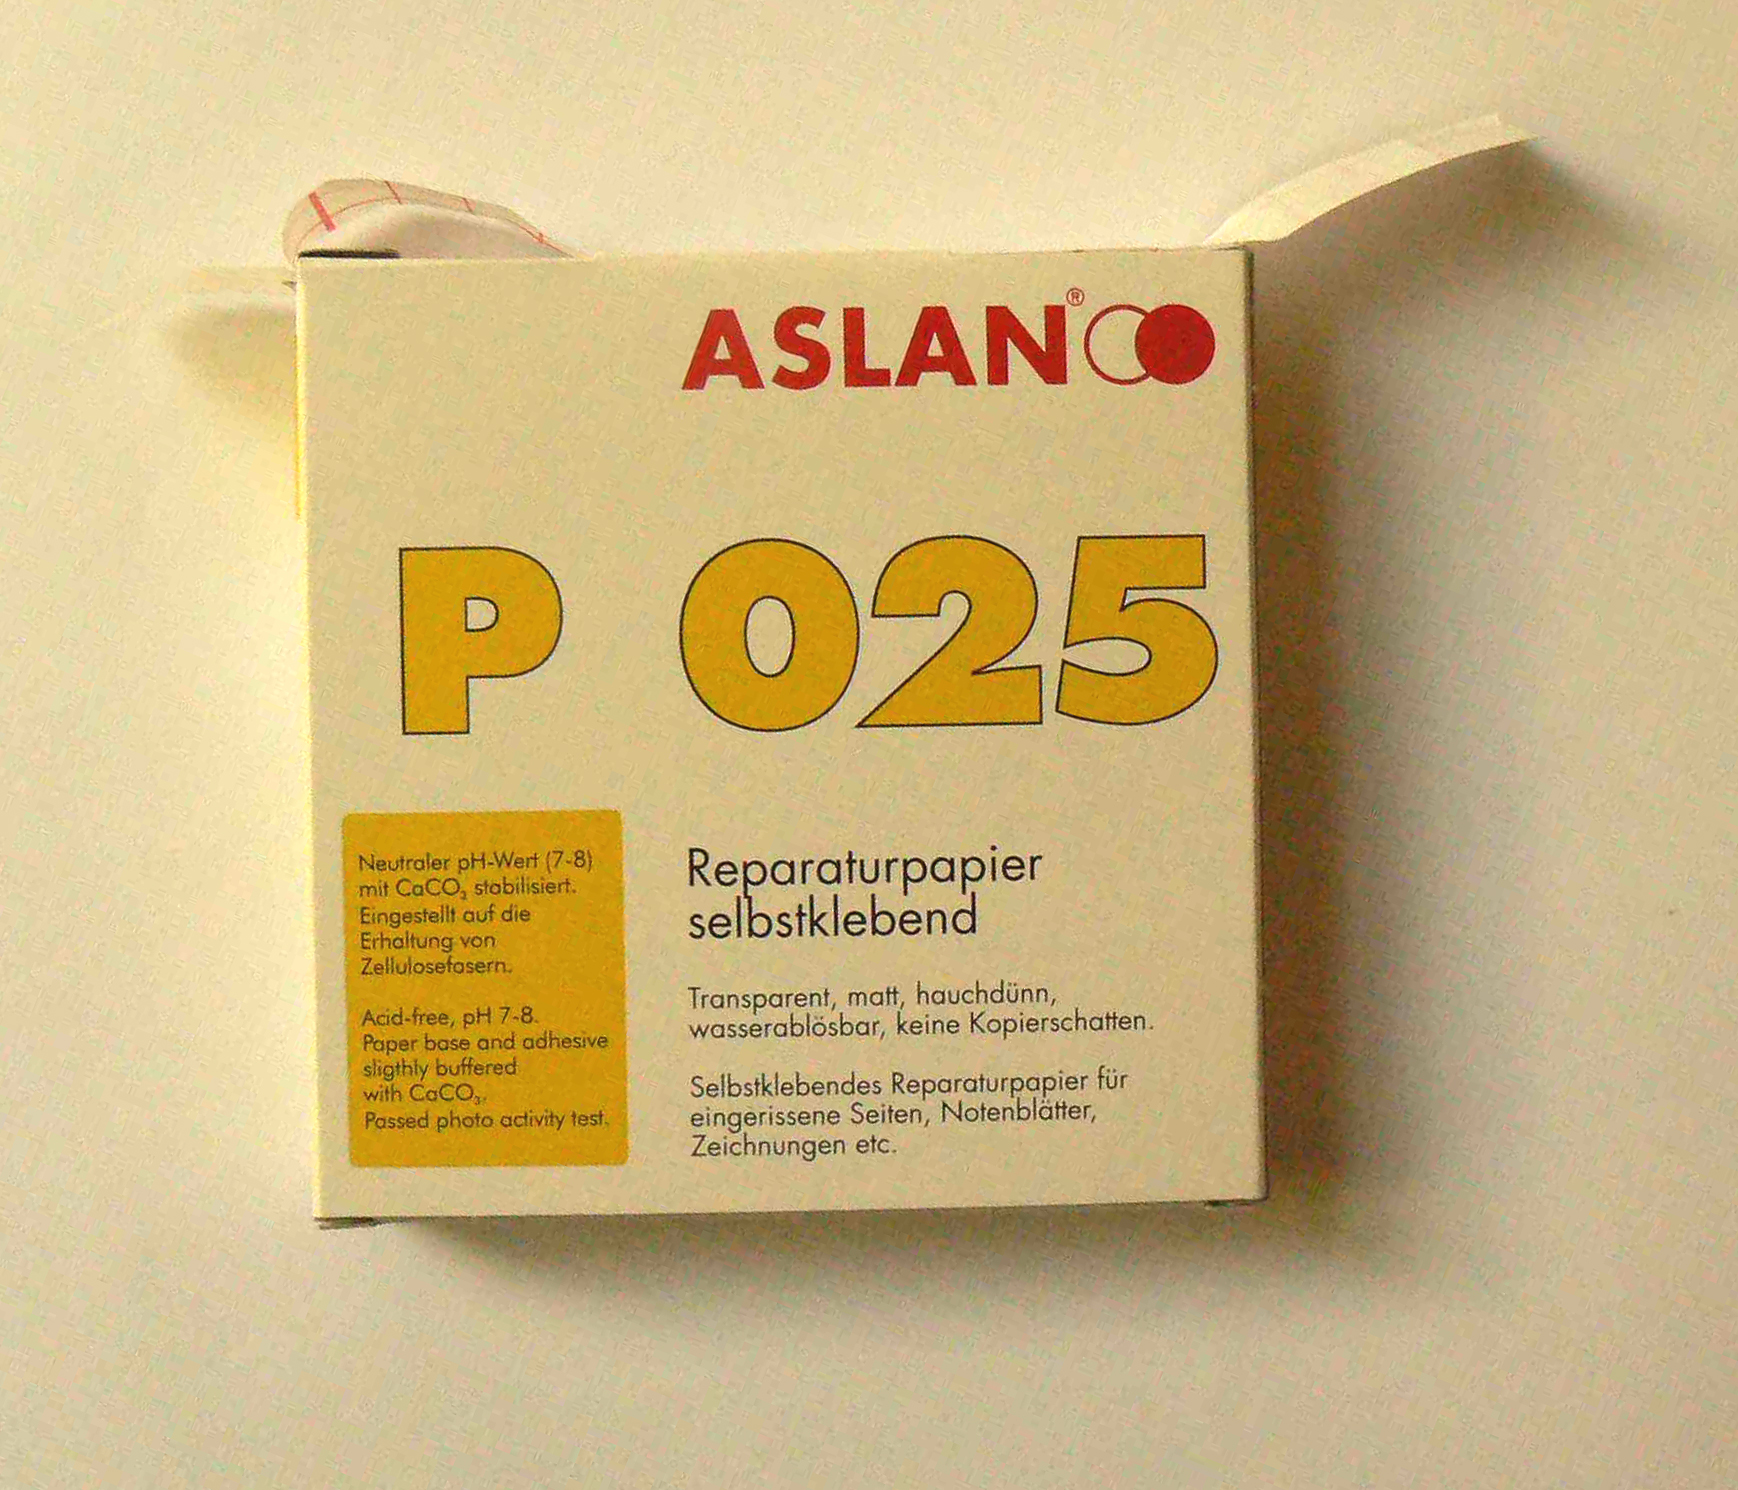 ASLAN®
P 025
Neutraler pH-Wert (7-8)
mit CaCO₃ stabilisiert.
Eingestellt auf die
Erhaltung von
Zellulosefasern.
Acid-free, pH 7-8.
Paper base and adhesive
sligthly buffered
with CaCO₃.
Passed photo activity test.
Reparaturpapier
selbstklebend
Transparent, matt, hauchdünn,
wasserablösbar, keine Kopierschatten.
Selbstklebendes Reparaturpapier für
eingerissene Seiten, Notenblätter,
Zeichnungen etc.